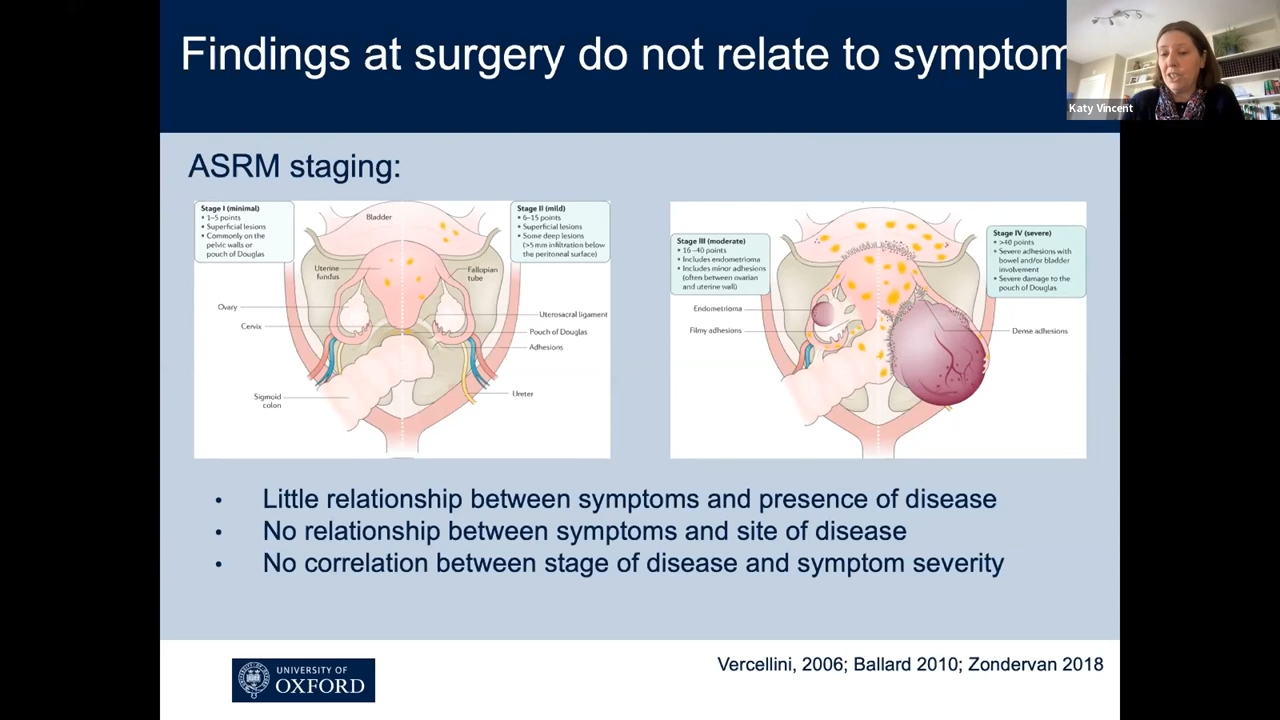 Findings at surgery do not relate to symptom
Katy Vincent
ASRM staging:
Stage I (minimal)
• 1–5 points
• Superficial lesions
• Commonly on the
pelvic walls or
pouch of Douglas
Bladder
Stage II (mild)
• 6–15 points
• Superficial lesions
• Some deep lesions
(>5 mm infiltration below
the peritoneal surface)
Uterine
fundus
Fallopian
tube
Ovary
Cervix
Uterosacral ligament
Pouch of Douglas
Adhesions
Sigmoid
colon
Ureter
Stage III (moderate)
• 16–40 points
• Includes endometrioma
• Includes minor adhesions
(often between ovarian
and uterine wall)
Stage IV (severe)
• >40 points
• Severe adhesions with
bowel and/or bladder
involvement
• Severe damage to the
pouch of Douglas
Endometrioma
Filmy adhesions
Dense adhesions
• Little relationship between symptoms and presence of disease
• No relationship between symptoms and site of disease
• No correlation between stage of disease and symptom severity
UNIVERSITY OF
OXFORD
Vercellini, 2006; Ballard 2010; Zondervan 2018